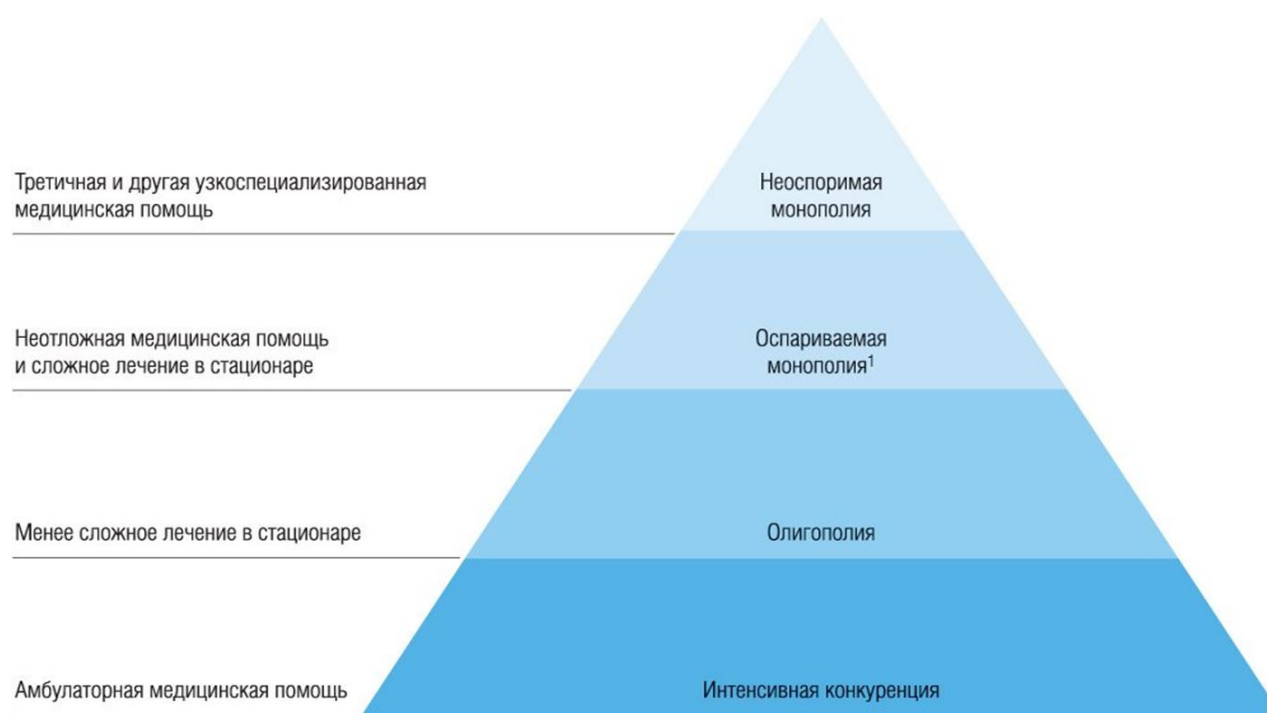 Третичная и другая узкоспециализированная
медицинская помощь
Неоспоримая
монополия
Неотложная медицинская помощь
и сложное лечение в стационаре
Оспариваемая
монополия¹
Менее сложное лечение в стационаре
Олигополия
Амбулаторная медицинская помощь
Интенсивная конкуренция